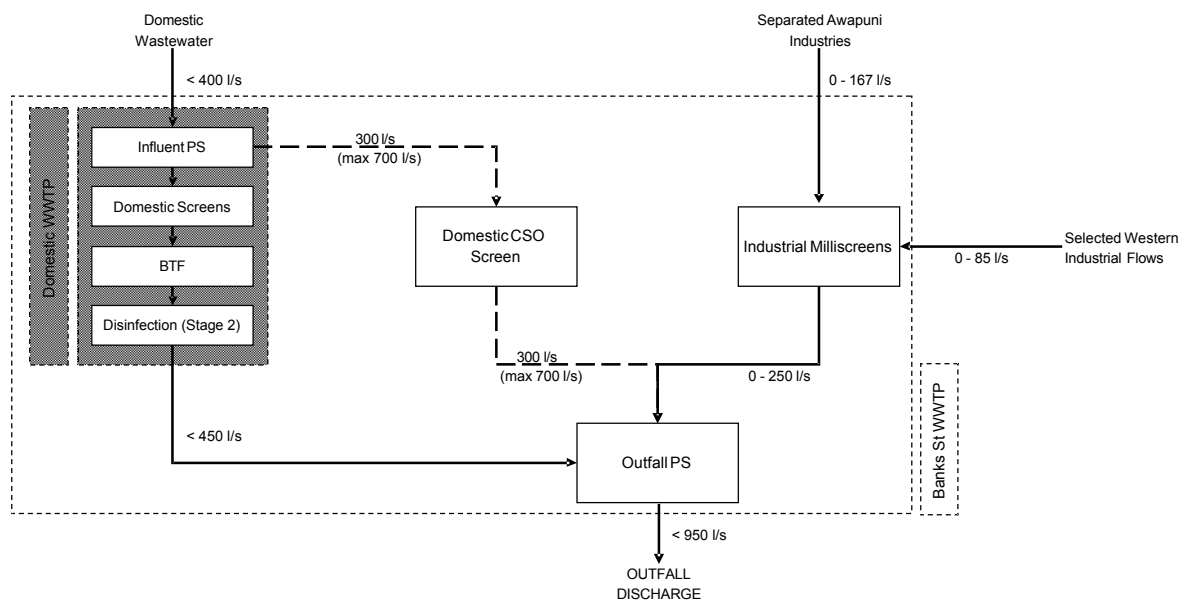 Domestic
Wastewater
Separated Awapuni
Industries
< 400 l/s
0 - 167 l/s
Domestic WWTP
Influent PS
300 l/s
(max 700 l/s)
Domestic Screens
Domestic CSO
Screen
Industrial Milliscreens
Selected Western
Industrial Flows
0 - 85 l/s
BTF
Disinfection (Stage 2)
300 l/s
(max 700 l/s)
0 - 250 l/s
< 450 l/s
Outfall PS
Banks St WWTP
< 950 l/s
OUTFALL
DISCHARGE